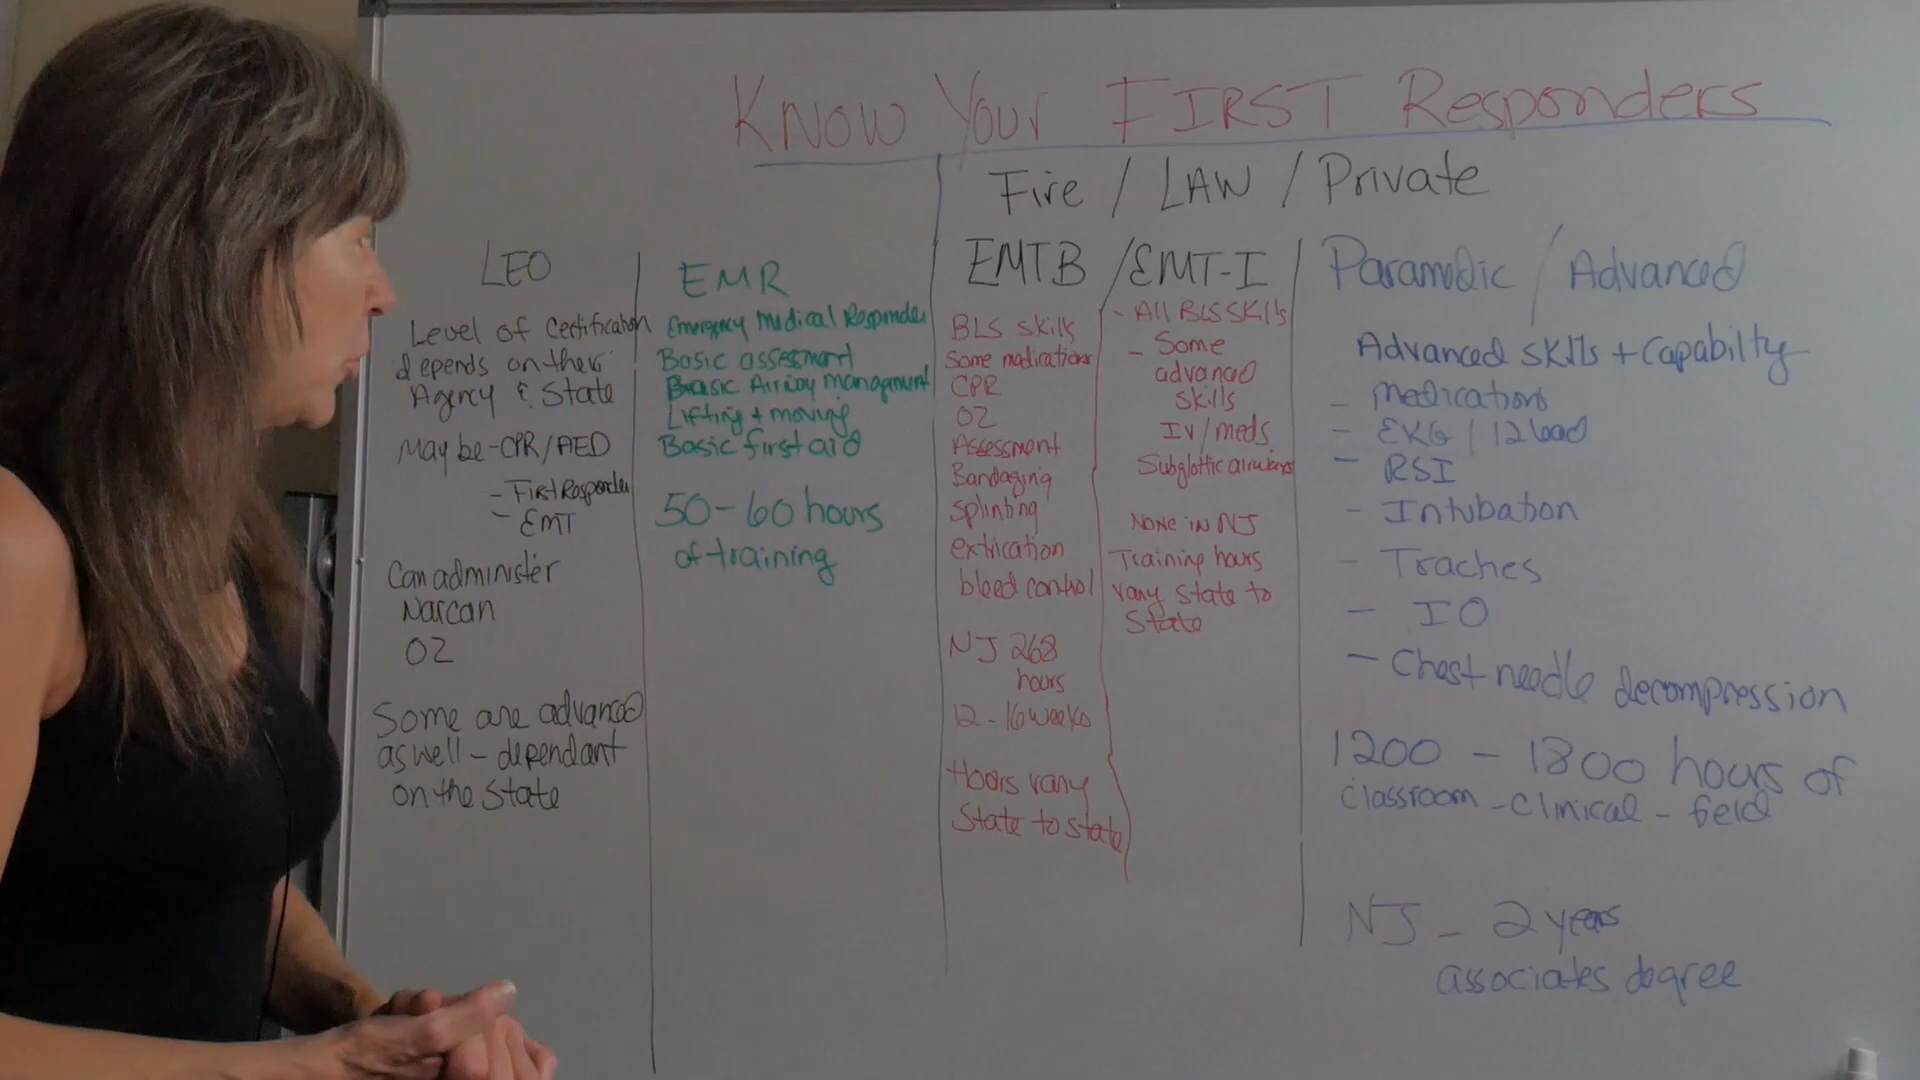 Know Your FIRST Responders
Fire / LAW / Private
LEO
Level of Certification
depends on their
Agency & State
May be - CPR/AED
- First Responder
- EMT
Can administer
Narcan
O2
Some are advanced
as well - dependant
on the State
EMR
Emergency Medical Responder
Basic assessment
Basic Airway management
Lifting + moving
Basic first aid
50-60 hours
of training
EMTB
BLS skills
Some medications
CPR
O2
Assessment
Bandaging
splinting
extrication
bleed control
NJ 268
hours
12-16 weeks
Hours vary
State to state
/EMT-I
- All BLS Skills
- Some
advanced
skills
IV/meds
Subglottic airways
None in NJ
Training hours
vary State to
State
Paramedic / Advanced
Advanced skills + Capabilty
- medications
- EKG / 12 lead
- RSI
- Intubation
- Traches
- IO
- Chest needle decompression
1200 - 1800 hours of
classroom - clinical - field
NJ - 2 years
associates degree